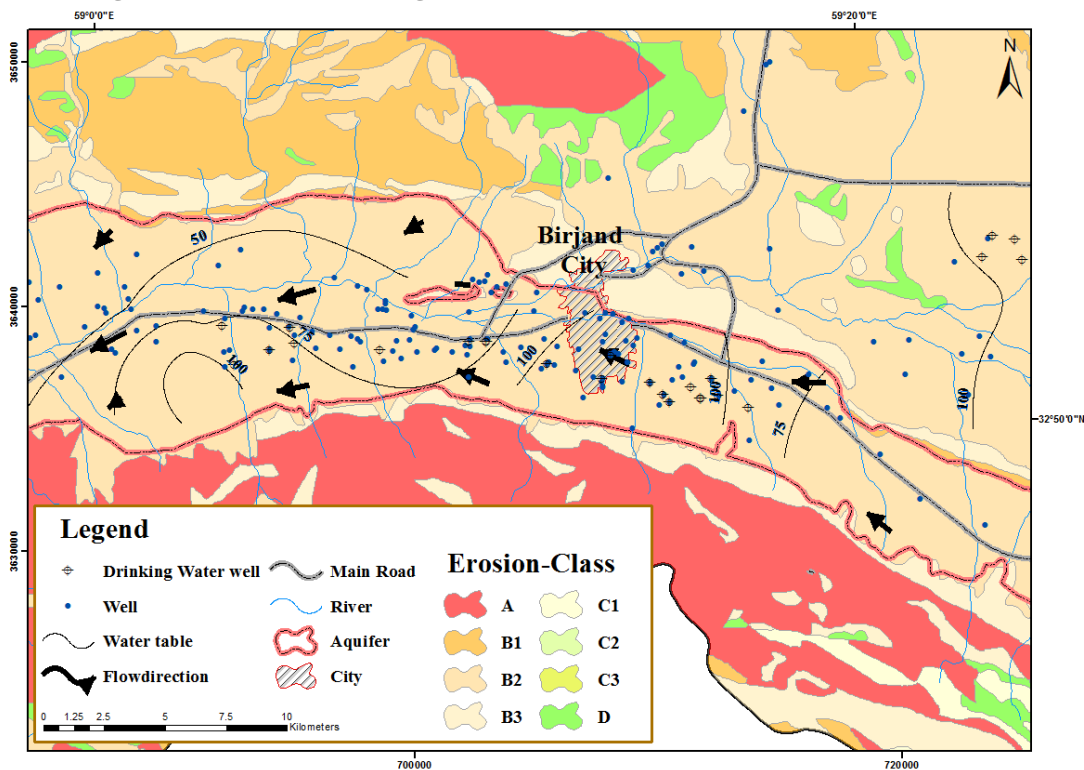 59°0'0"E
59°20'0"E
3650000
N
Birjand
City
50
3640000
75
100
100
100
75
100
32°50'0"N
Legend
Drinking Water well
Main Road
Well
River
Water table
Aquifer
Flowdirection
City
0 1.25 2.5 5 7.5 10
Kilometers
Erosion-Class
A
C1
B1
C2
B2
C3
B3
D
3630000
700000
720000